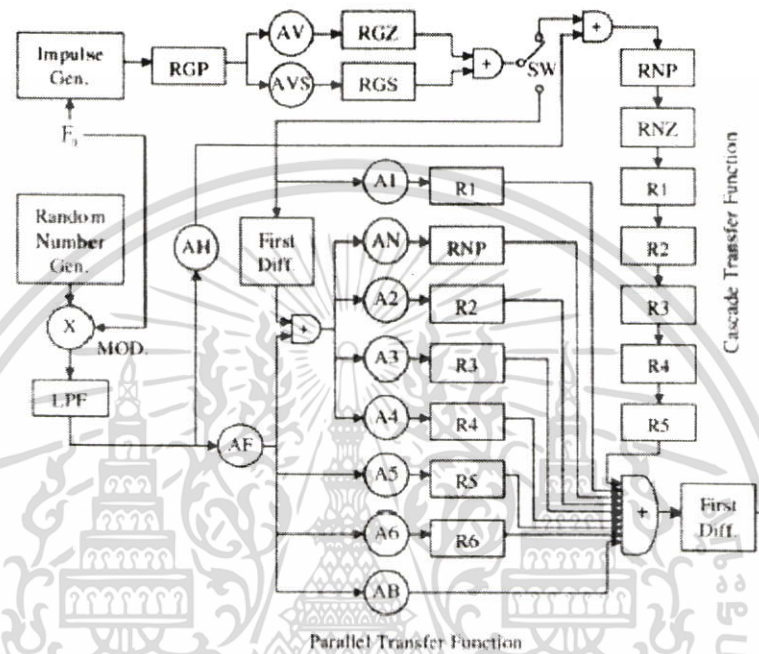 Impulse
Gen.
RGP
AV
RGZ
AVS
RGS
+
SW
+
RNP
RNZ
R1
R2
R3
R4
R5
Cascade Transfer Function
F0
Random
Number
Gen.
X
MOD.
LPF
AH
AF
First
Diff.
+
A1
R1
AN
RNP
A2
R2
A3
R3
A4
R4
A5
R5
A6
R6
AB
+
First
Diff.
Parallel Transfer Function